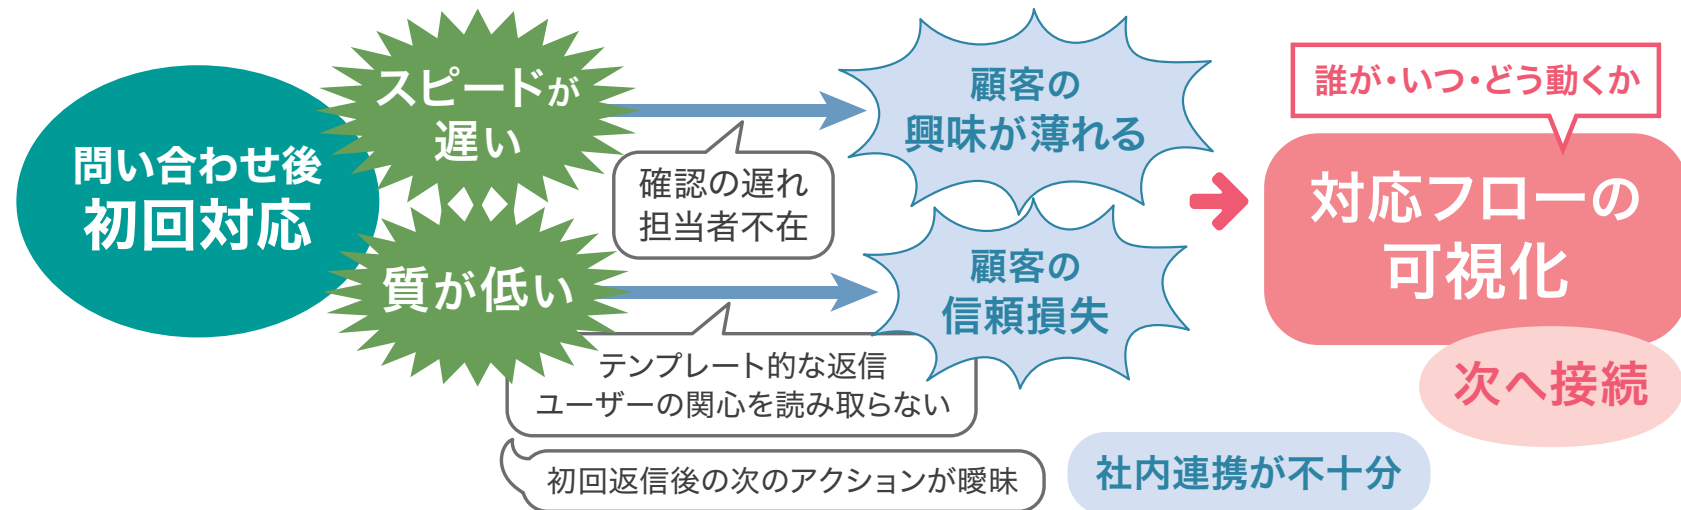 問い合わせ後
初回対応
スピードが
遅い
質が低い
確認の遅れ
担当者不在
テンプレート的な返信
ユーザーの関心を読み取らない
初回返信後の次のアクションが曖昧
顧客の
興味が薄れる
顧客の
信頼損失
社内連携が不十分
誰が・いつ・どう動くか
対応フローの
可視化
次へ接続